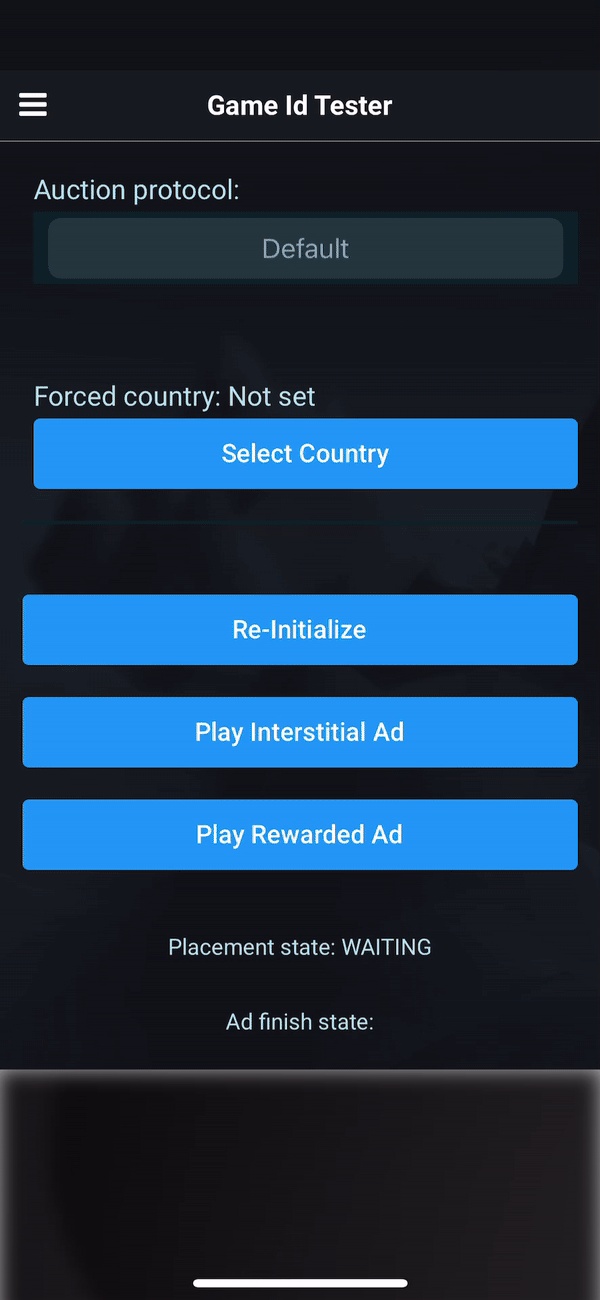 Game Id Tester
Auction protocol:
Default
Forced country: Not set
Select Country
Re-Initialize
Play Interstitial Ad
Play Rewarded Ad
Placement state: WAITING
Ad finish state: